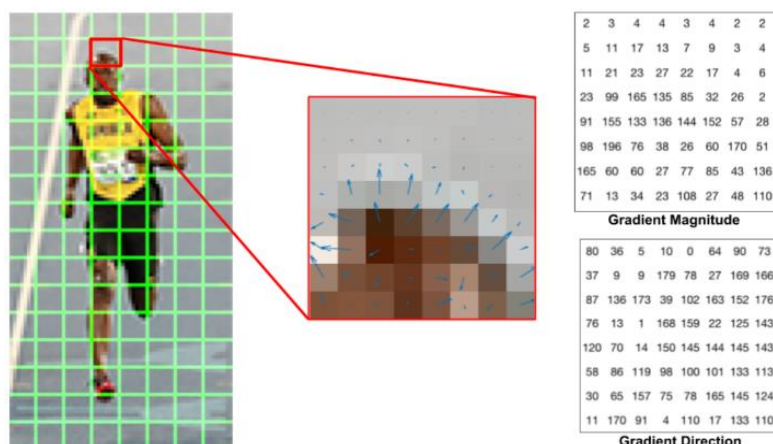 2 3 4 4 3 4 2 2
5 11 17 13 7 9 3 4
11 21 23 27 22 17 4 6
23 99 165 135 85 32 26 2
91 155 133 136 144 152 57 28
98 196 76 38 26 60 170 51
165 60 60 27 77 85 43 136
71 13 34 23 108 27 48 110
Gradient Magnitude
80 36 5 10 0 64 90 73
37 9 9 179 78 27 169 166
87 136 173 39 102 163 152 176
76 13 1 168 159 22 125 143
120 70 14 150 145 144 145 143
58 86 119 98 100 101 133 113
30 65 157 75 78 165 145 124
11 170 91 4 110 17 133 110
Gradient Direction